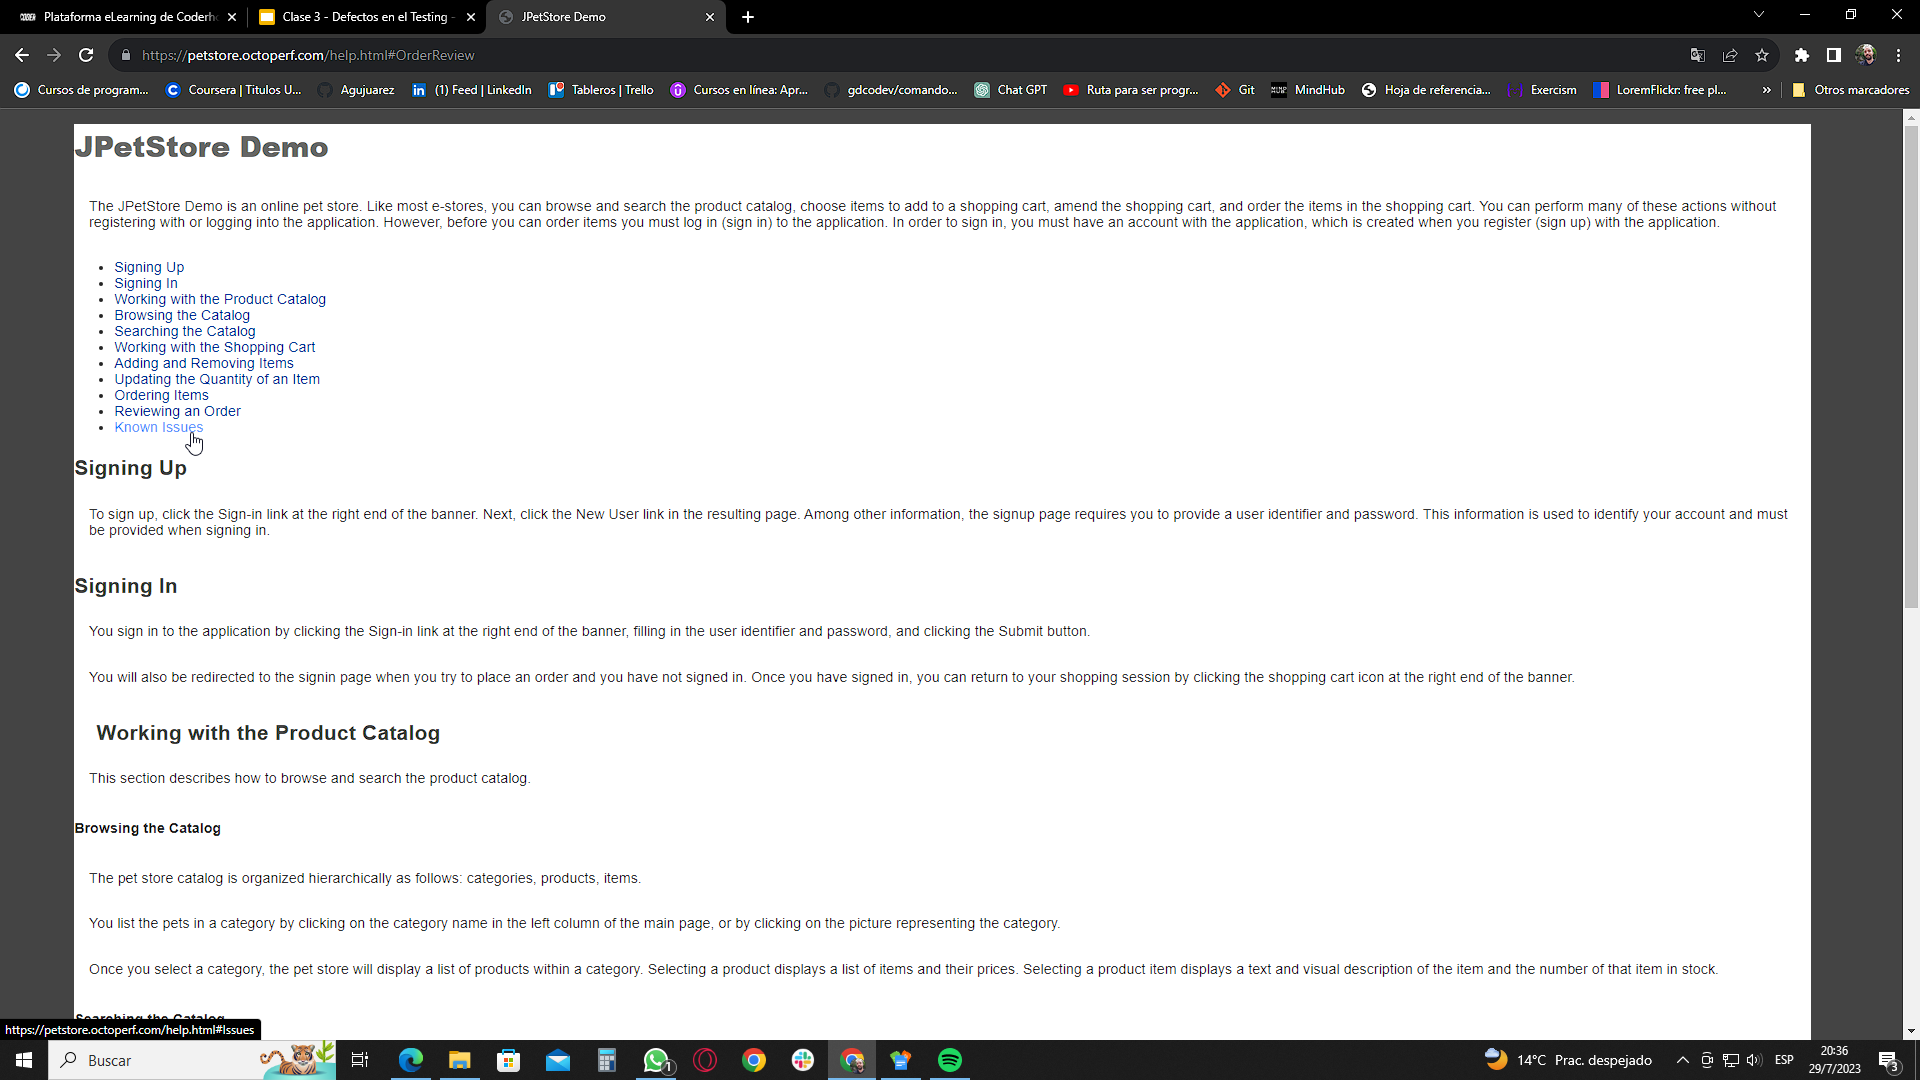 Plataforma eLearning de Coderh
Clase 3 - Defectos en el Testing -
JPetStore Demo
https://petstore.octoperf.com/help.html#OrderReview
Cursos de program...
Coursera | Titulos U...
Agujuarez
(1) Feed | LinkedIn
Tableros | Trello
Cursos en línea: Apr...
gdcodev/comando...
Chat GPT
Ruta para ser progr...
Git
MindHub
Hoja de referencia...
Exercism
LoremFlickr: free pl...
»
Otros marcadores
JPetStore Demo
The JPetStore Demo is an online pet store. Like most e-stores, you can browse and search the product catalog, choose items to add to a shopping cart, amend the shopping cart, and order the items in the shopping cart. You can perform many of these actions without
registering with or logging into the application. However, before you can order items you must log in (sign in) to the application. In order to sign in, you must have an account with the application, which is created when you register (sign up) with the application.
• Signing Up
• Signing In
• Working with the Product Catalog
• Browsing the Catalog
• Searching the Catalog
• Working with the Shopping Cart
• Adding and Removing Items
• Updating the Quantity of an Item
• Ordering Items
• Reviewing an Order
• Known Issues
Signing Up
To sign up, click the Sign-in link at the right end of the banner. Next, click the New User link in the resulting page. Among other information, the signup page requires you to provide a user identifier and password. This information is used to identify your account and must
be provided when signing in.
Signing In
You sign in to the application by clicking the Sign-in link at the right end of the banner, filling in the user identifier and password, and clicking the Submit button.
You will also be redirected to the signin page when you try to place an order and you have not signed in. Once you have signed in, you can return to your shopping session by clicking the shopping cart icon at the right end of the banner.
Working with the Product Catalog
This section describes how to browse and search the product catalog.
Browsing the Catalog
The pet store catalog is organized hierarchically as follows: categories, products, items.
You list the pets in a category by clicking on the category name in the left column of the main page, or by clicking on the picture representing the category.
Once you select a category, the pet store will display a list of products within a category. Selecting a product displays a list of items and their prices. Selecting a product item displays a text and visual description of the item and the number of that item in stock.
Searching the Catalog
https://petstore.octoperf.com/help.html#Issues
Buscar
1
14°C Prac. despejado
ESP
20:36
29/7/2023
3